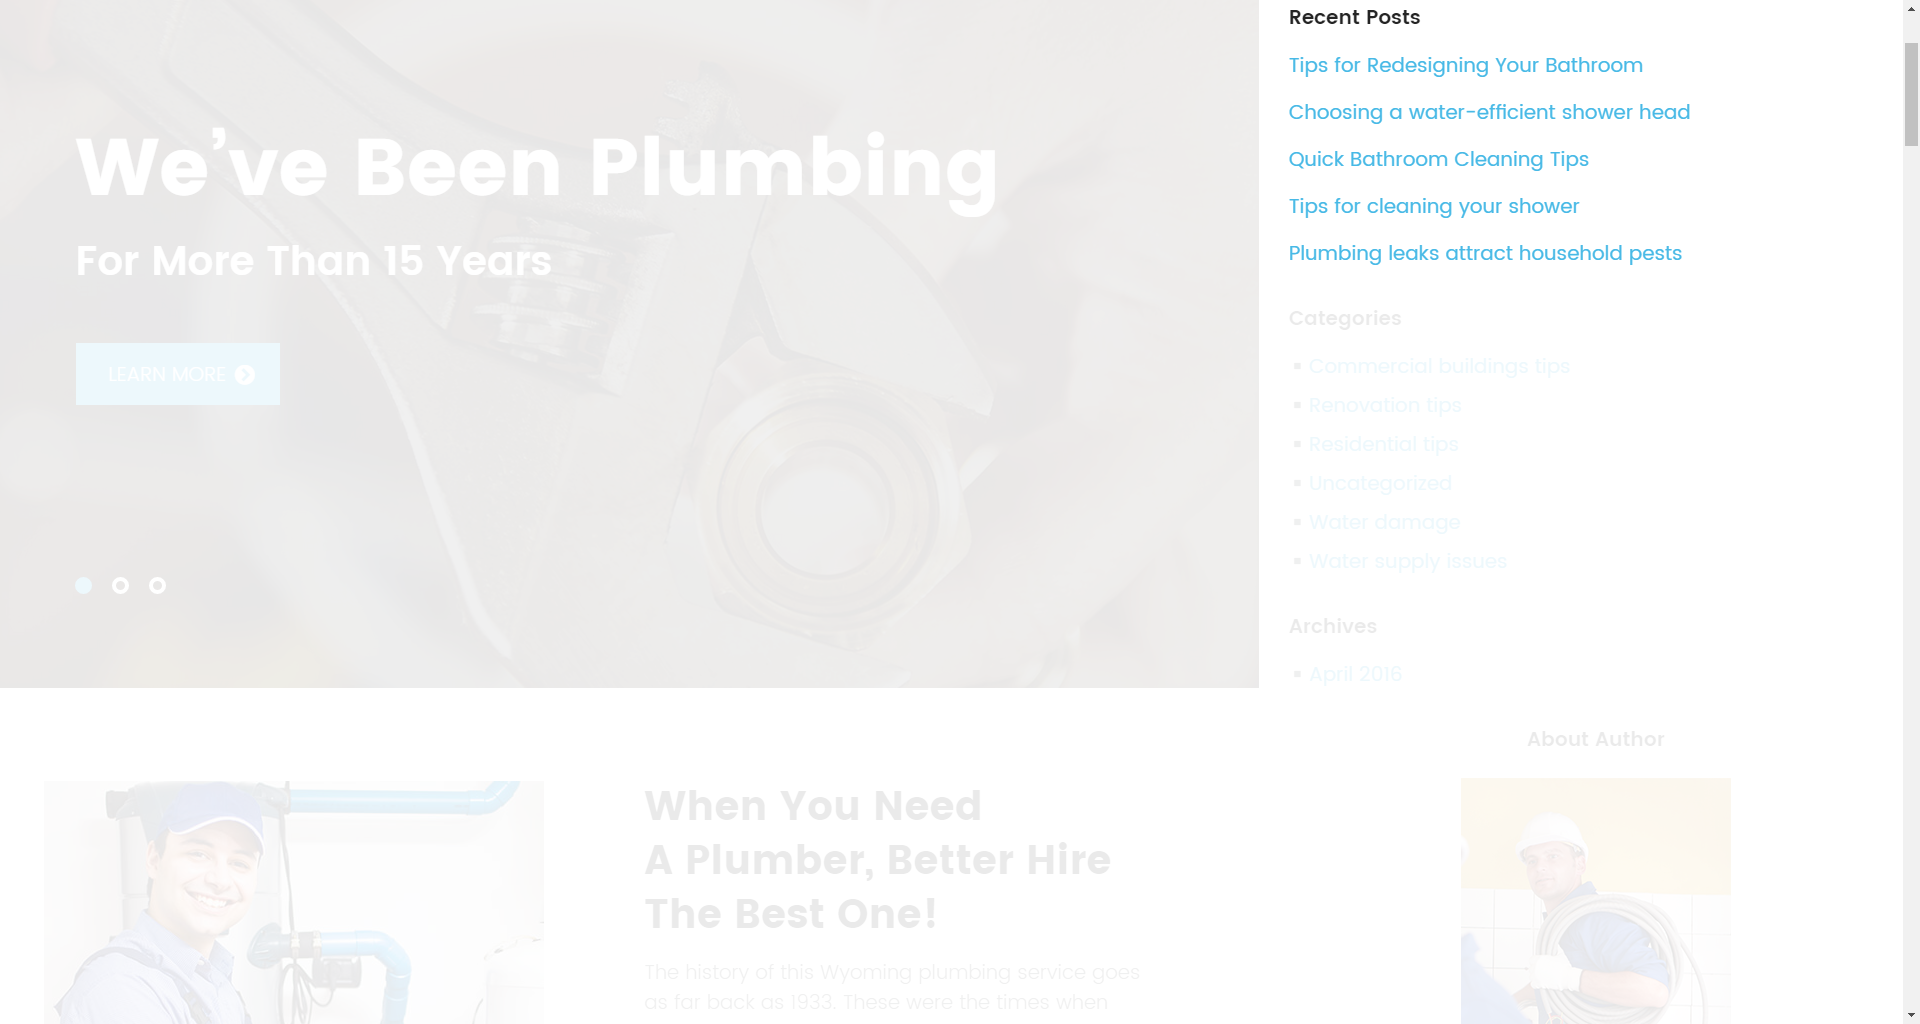 We’ve Been Plumbing
For More Than 15 Years
LEARN MORE
Recent Posts
Tips for Redesigning Your Bathroom
Choosing a water-efficient shower head
Quick Bathroom Cleaning Tips
Tips for cleaning your shower
Plumbing leaks attract household pests
Categories
Commercial buildings tips
Renovation tips
Residential tips
Uncategorized
Water damage
Water supply issues
Archives
April 2016
About Author
When You Need
A Plumber, Better Hire
The Best One!
The history of this Wyoming plumbing service goes
as far back as 1933. These were the times when